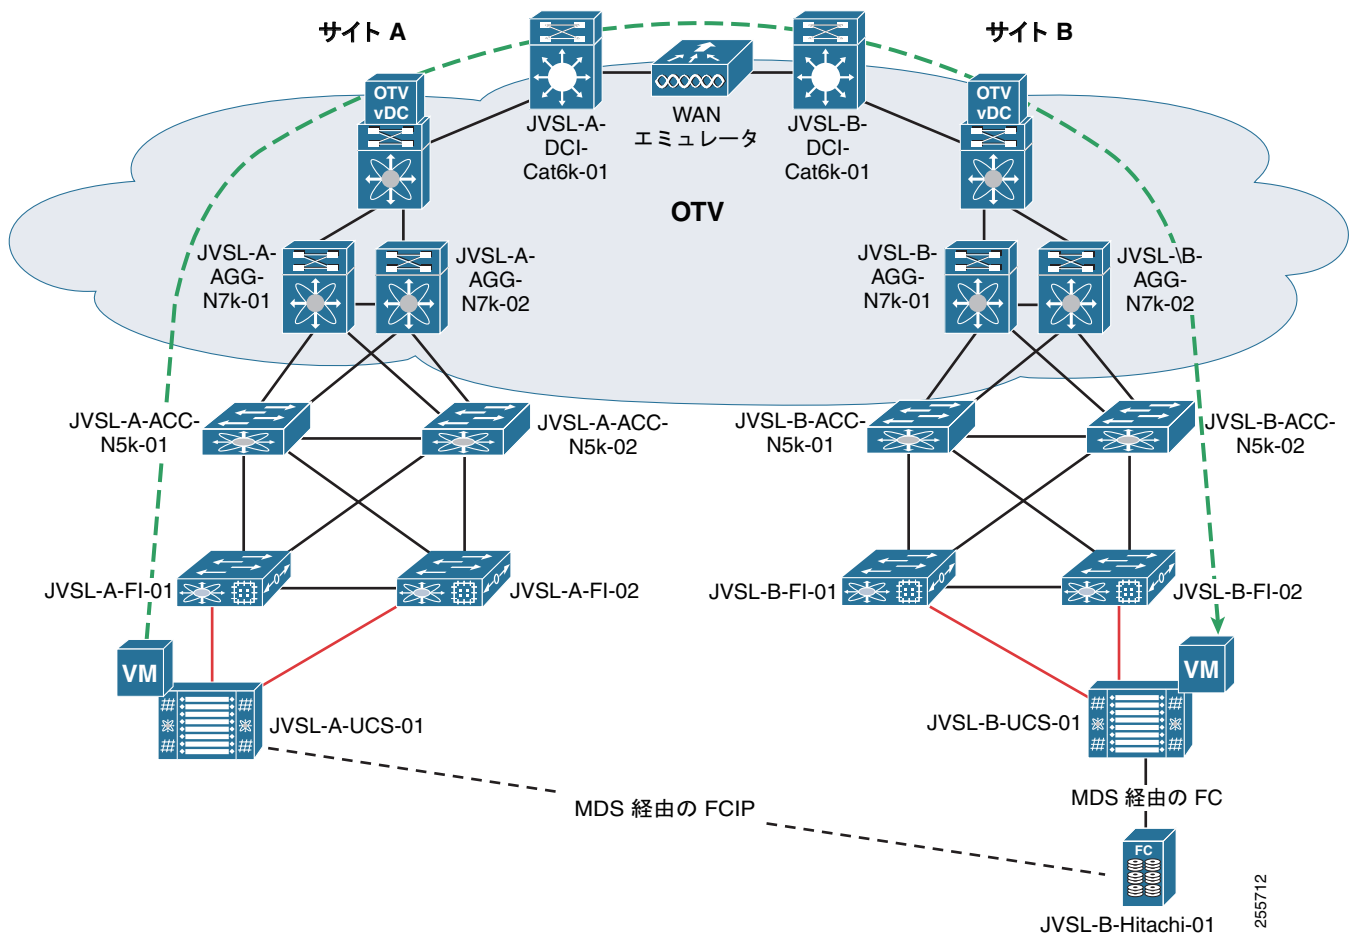 サイト A
サイト B
OTV
vDC
OTV
vDC
JVSL-A-
DCI-
Cat6k-01
WAN
エミュレータ
JVSL-B-
DCI-
Cat6k-01
OTV
JVSL-A-
AGG-
N7k-01
JVSL-A-
AGG-
N7k-02
JVSL-B-
AGG-
N7k-01
JVSL-\B-
AGG-
N7k-02
JVSL-A-ACC-
N5k-01
JVSL-A-ACC-
N5k-02
JVSL-B-ACC-
N5k-01
JVSL-B-ACC-
N5k-02
JVSL-A-FI-01
JVSL-A-FI-02
JVSL-B-FI-01
JVSL-B-FI-02
VM
VM
JVSL-A-UCS-01
JVSL-B-UCS-01
MDS 経由の FCIP
MDS 経由の FC
FC
JVSL-B-Hitachi-01
255712